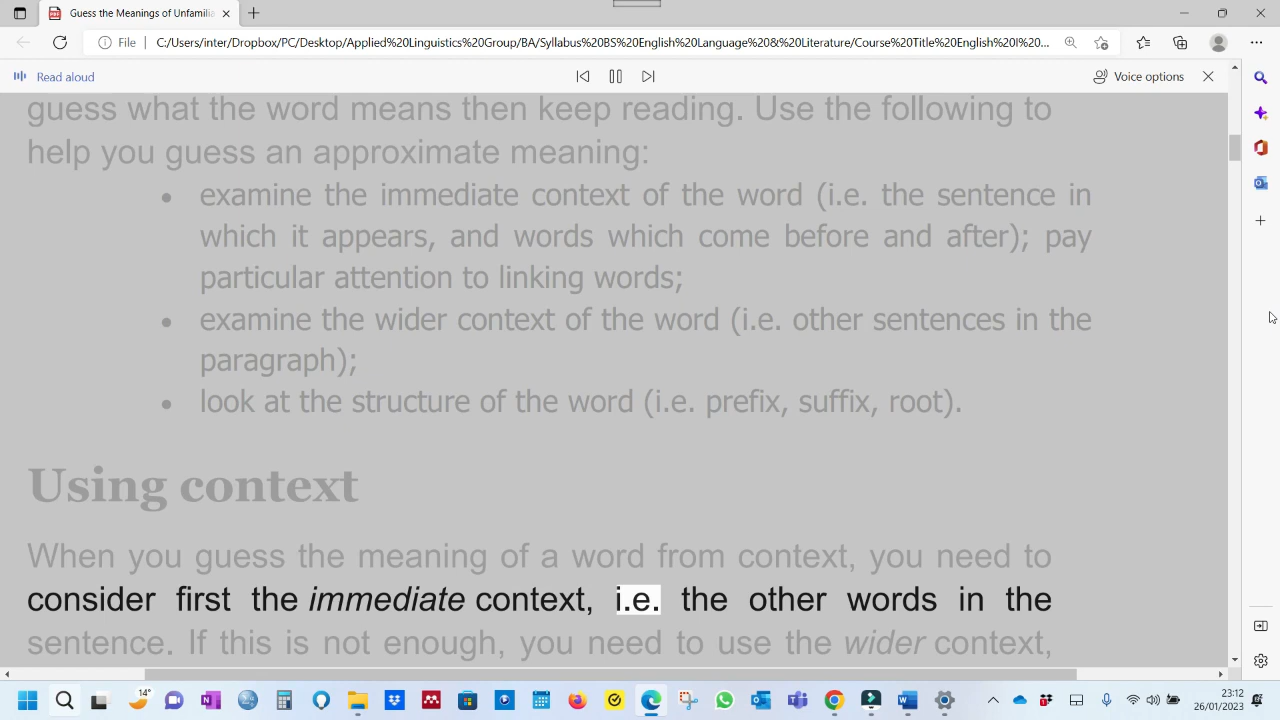 Guess the Meanings of Unfamilia
File
C:/Users/inter/Dropbox/PC/Desktop/Applied%20Linguistics%20Group/BA/Syllabus%20BS%20English%20Language%20&%20Literature/Course%20Title%20English%20I%20...
Read aloud
Voice options
guess what the word means then keep reading. Use the following to
help you guess an approximate meaning:
• examine the immediate context of the word (i.e. the sentence in
which it appears, and words which come before and after); pay
particular attention to linking words;
• examine the wider context of the word (i.e. other sentences in the
paragraph);
• look at the structure of the word (i.e. prefix, suffix, root).
Using context
When you guess the meaning of a word from context, you need to
consider first the immediate context, i.e. the other words in the
sentence. If this is not enough, you need to use the wider context,
14°
23:12
26/01/2023